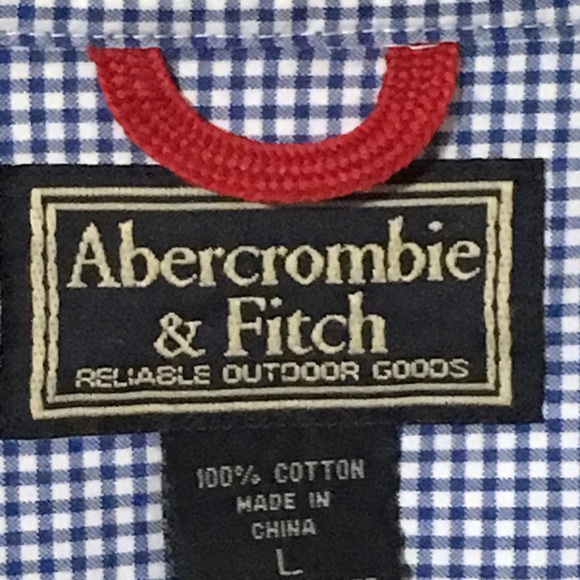 Abercrombie
& Fitch
RELIABLE OUTDOOR GOODS
100% COTTON
MADE IN
CHINA
L